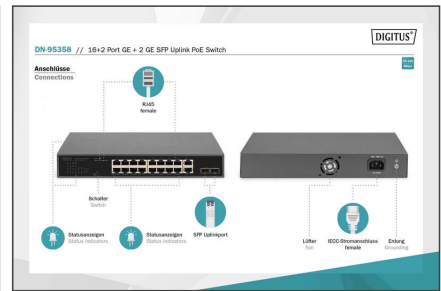 DIGITUS®
DN-95358 // 16+2 Port GE + 2 GE SFP Uplink PoE Switch
Anschlüsse
Connections
RJ45
female
Schalter
Switch
Statusanzeigen
Status indicators
Statusanzeigen
Status indicators
SFP Uplinkport
Lüfter
Fan
IECC-Stromanschluss
female
Erdung
Grounding